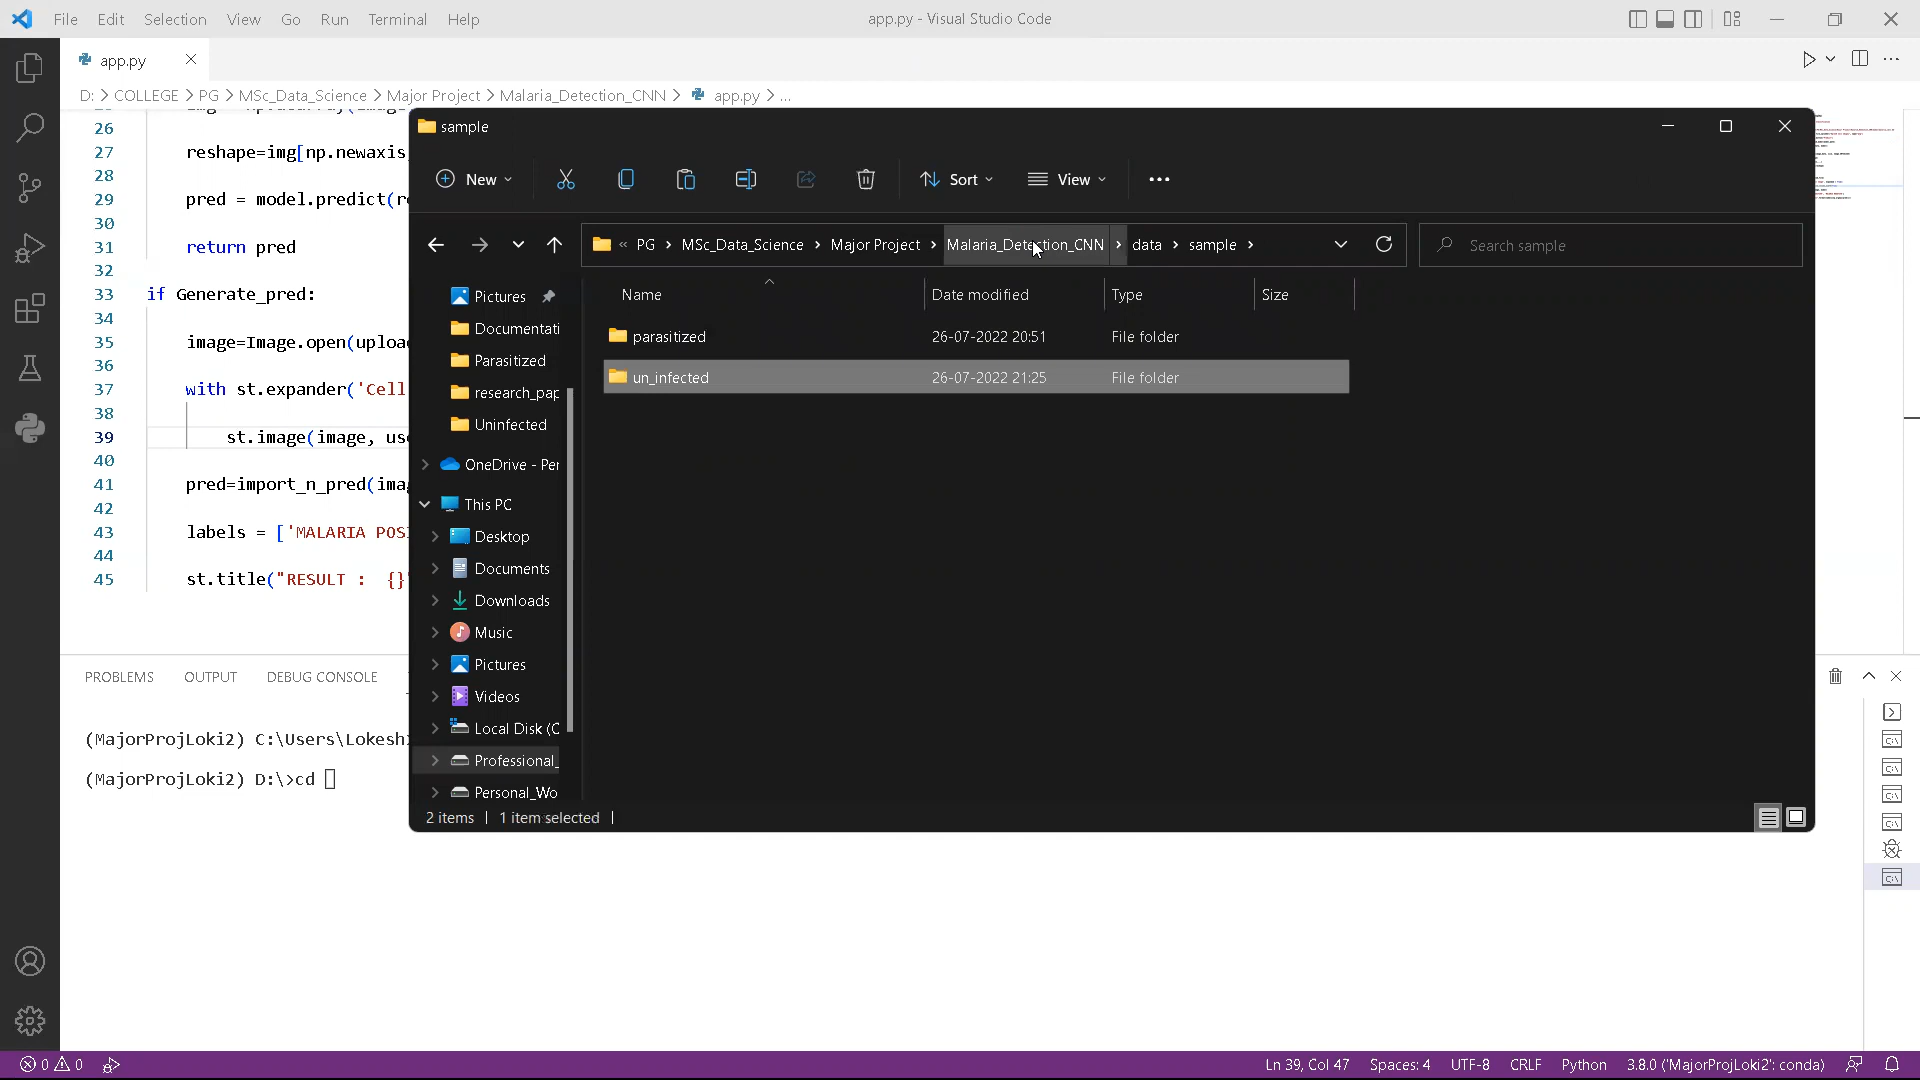 File Edit Selection View Go Run Terminal Help
app.py - Visual Studio Code
app.py
D: > COLLEGE > PG > MSc_Data_Science > Major Project > Malaria_Detection_CNN > app.py > ...
26
27 reshape=img[np.newaxis
28
29 pred = model.predict(r
30
31 return pred
32
33 if Generate_pred:
34
35 image=Image.open(uploa
36
37 with st.expander('Cell
38
39 st.image(image, us
40
41 pred=import_n_pred(ima
42
43 labels = ['MALARIA POS
44
45 st.title("RESULT : {}"
sample
New
Sort
View
« PG > MSc_Data_Science > Major Project > Malaria_Detection_CNN > data > sample >
Search sample
Name Date modified Type Size
parasitized 26-07-2022 20:51 File folder
un_infected 26-07-2022 21:25 File folder
Pictures
Documentati
Parasitized
research_pap
Uninfected
OneDrive - Per
This PC
Desktop
Documents
Downloads
Music
Pictures
Videos
Local Disk (C
Professional_
Personal_Wo
2 items | 1 item selected |
PROBLEMS OUTPUT DEBUG CONSOLE
(MajorProjLoki2) C:\Users\Lokesh
(MajorProjLoki2) D:\>cd
0 0
Ln 39, Col 47 Spaces: 4 UTF-8 CRLF Python 3.8.0 ('MajorProjLoki2': conda)